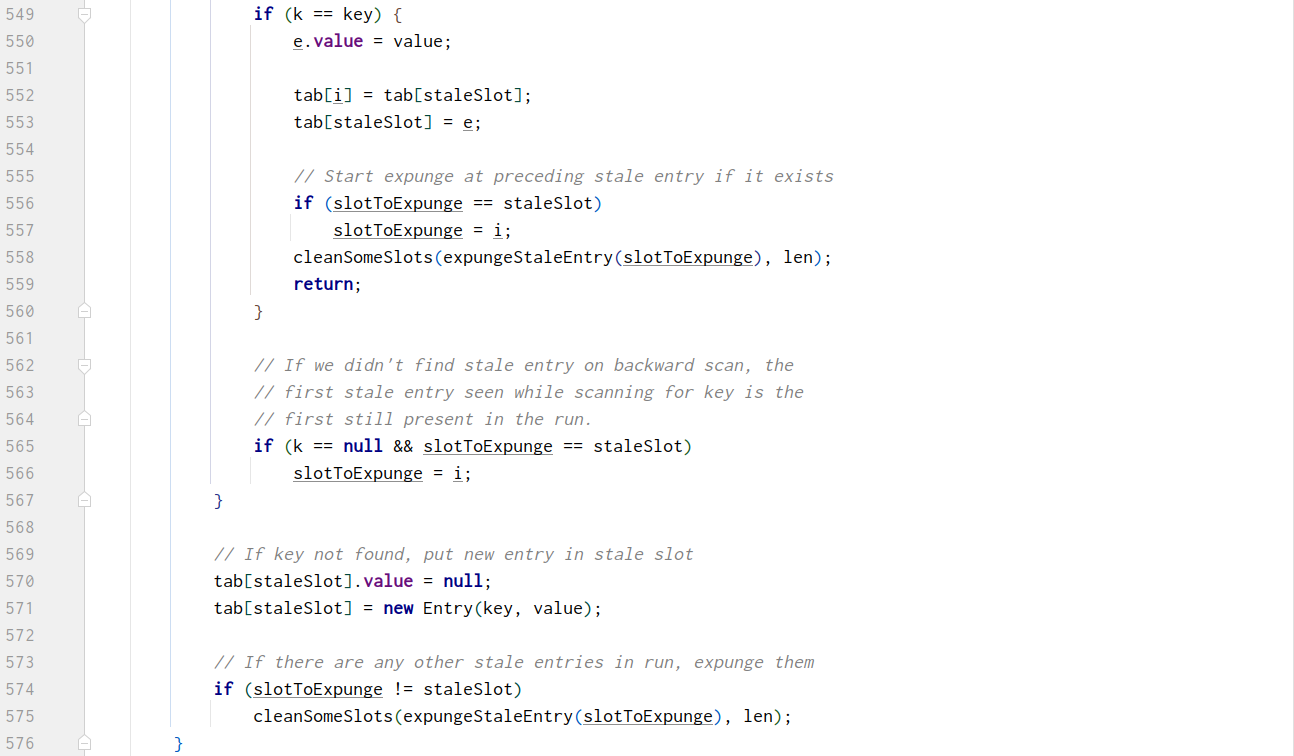 549 if (k == key) {
550 e.value = value;
551
552 tab[i] = tab[staleSlot];
553 tab[staleSlot] = e;
554
555 // Start expunge at preceding stale entry if it exists
556 if (slotToExpunge == staleSlot)
557 slotToExpunge = i;
558 cleanSomeSlots(expungeStaleEntry(slotToExpunge), len);
559 return;
560 }
561
562 // If we didn't find stale entry on backward scan, the
563 // first stale entry seen while scanning for key is the
564 // first still present in the run.
565 if (k == null && slotToExpunge == staleSlot)
566 slotToExpunge = i;
567 }
568
569 // If key not found, put new entry in stale slot
570 tab[staleSlot].value = null;
571 tab[staleSlot] = new Entry(key, value);
572
573 // If there are any other stale entries in run, expunge them
574 if (slotToExpunge != staleSlot)
575 cleanSomeSlots(expungeStaleEntry(slotToExpunge), len);
576 }